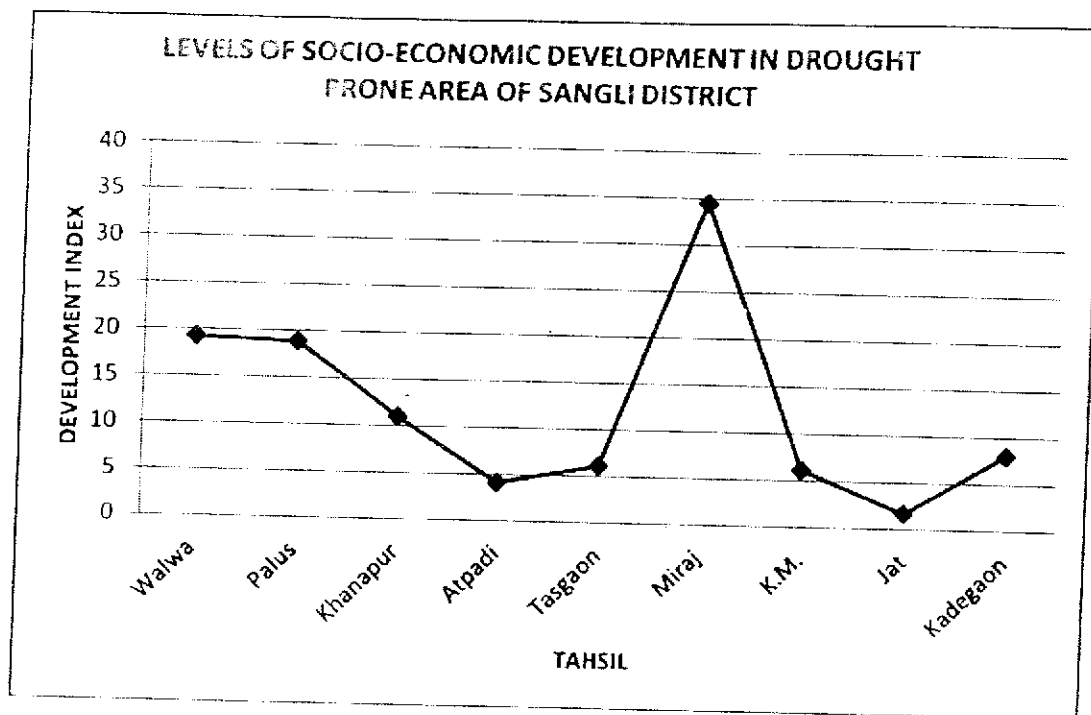 LEVELS OF SOCIO-ECONOMIC DEVELOPMENT IN DROUGHT
PRONE AREA OF SANGLI DISTRICT
DEVELOPMENT INDEX
40
35
30
25
20
15
10
5
0
Walwa
Palus
Khanapur
Atpadi
Tasgaon
Miraj
K.M.
Jat
Kadegaon
TAHSIL